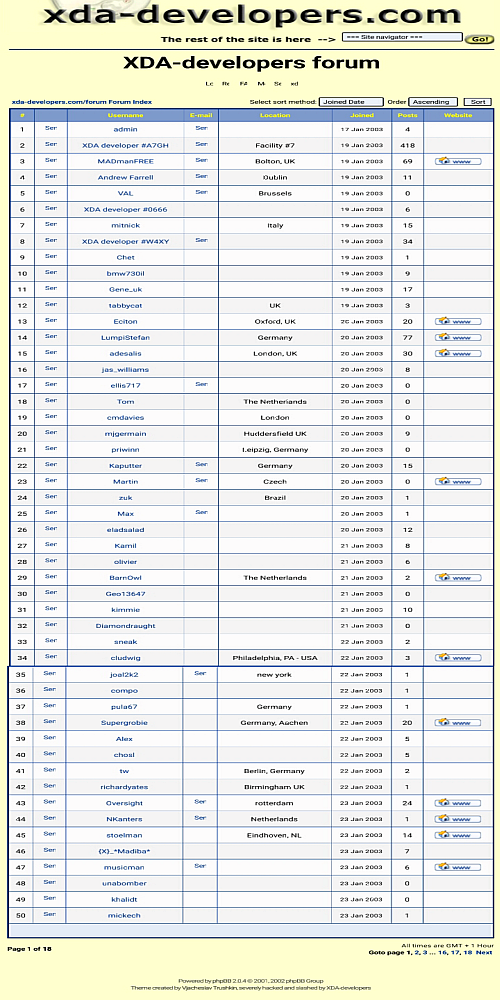 xda-developers.com
The rest of the site is here --> === Site navigator === Go!
XDA-developers forum
xda-developers.com/forum Forum Index Select sort method: Joined Date Order Ascending Sort
# Username E-mail Location Joined Posts Website
1 Ser admin Ser 17 Jan 2003 4
2 Ser XDA developer #A7GH Facility #7 19 Jan 2003 418
3 Ser MADmanFREE Ser Bolton, UK 19 Jan 2003 69 www
4 Ser Andrew Farrell Ser Dublin 19 Jan 2003 11
5 Ser VAL Ser Brussels 19 Jan 2003 0
6 Ser XDA developer #0666 19 Jan 2003 6
7 Ser mitnick Italy 19 Jan 2003 15
8 Ser XDA developer #W4XY Ser 19 Jan 2003 34
9 Ser Chet 19 Jan 2003 1
10 Ser bmw730il 19 Jan 2003 9
11 Ser Gene_uk 19 Jan 2003 17
12 Ser tabbycat UK 19 Jan 2003 3
13 Ser Eciton Oxford, UK 20 Jan 2003 20 www
14 Ser LumpiStefan Germany 20 Jan 2003 77 www
15 Ser adesalis London, UK 20 Jan 2003 30 www
16 Ser jas_williams 20 Jan 2003 8
17 Ser ellis717 Ser 20 Jan 2003 0
18 Ser Tom The Netherlands 20 Jan 2003 0
19 Ser cmdavies London 20 Jan 2003 0
20 Ser mjgermain Huddersfield UK 20 Jan 2003 9
21 Ser priwinn Leipzig, Germany 20 Jan 2003 0
22 Ser Kaputter Ser Germany 20 Jan 2003 15
23 Ser Martin Ser Czech 20 Jan 2003 0 www
24 Ser zuk Brazil 20 Jan 2003 1
25 Ser Max Ser 20 Jan 2003 1
26 Ser eladsalad 20 Jan 2003 12
27 Ser Kamil 21 Jan 2003 8
28 Ser olivier 21 Jan 2003 6
29 Ser BarnOwl The Netherlands 21 Jan 2003 2 www
30 Ser Geo13647 21 Jan 2003 0
31 Ser kimmie 21 Jan 2003 10
32 Ser Diamondraught 21 Jan 2003 0
33 Ser sneak 22 Jan 2003 2
34 Ser cludwig Philadelphia, PA - USA 22 Jan 2003 3 www
35 Ser joal2k2 Ser new york 22 Jan 2003 1
36 Ser compo 22 Jan 2003 1
37 Ser pula67 Germany 22 Jan 2003 1
38 Ser Supergrobie Germany, Aachen 22 Jan 2003 20 www
39 Ser Alex 22 Jan 2003 5
40 Ser chosl 22 Jan 2003 5
41 Ser tw Berlin, Germany 22 Jan 2003 2
42 Ser richardyates Birmingham UK 22 Jan 2003 1
43 Ser Oversight Ser rotterdam 23 Jan 2003 24 www
44 Ser NKanters Ser Netherlands 23 Jan 2003 1 www
45 Ser stoelman Eindhoven, NL 23 Jan 2003 14 www
46 Ser {X}_*Madiba* 23 Jan 2003 7
47 Ser musicman Ser 23 Jan 2003 6 www
48 Ser unabomber 23 Jan 2003 0
49 Ser khalidt 23 Jan 2003 0
50 Ser mickech 23 Jan 2003 1
All times are GMT + 1 Hour
Page 1 of 18 Goto page 1, 2, 3 ... 16, 17, 18 Next
Powered by phpBB 2.0.4 © 2001, 2002 phpBB Group
Theme created by Vjacheslav Trushkin, severely hacked and slashed by XDA-developers